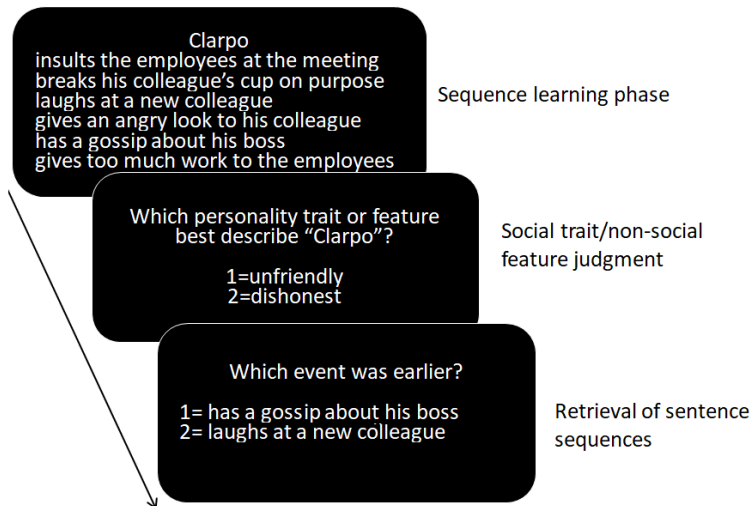 Clarpo
insults the employees at the meeting
breaks his colleague's cup on purpose
laughs at a new colleague
gives an angry look to his colleague
has a gossip about his boss
gives too much work to the employees
Sequence learning phase
Which personality trait or feature
best describe “Clarpo”?
1=unfriendly
2=dishonest
Social trait/non-social
feature judgment
Which event was earlier?
1= has a gossip about his boss
2= laughs at a new colleague
Retrieval of sentence
sequences